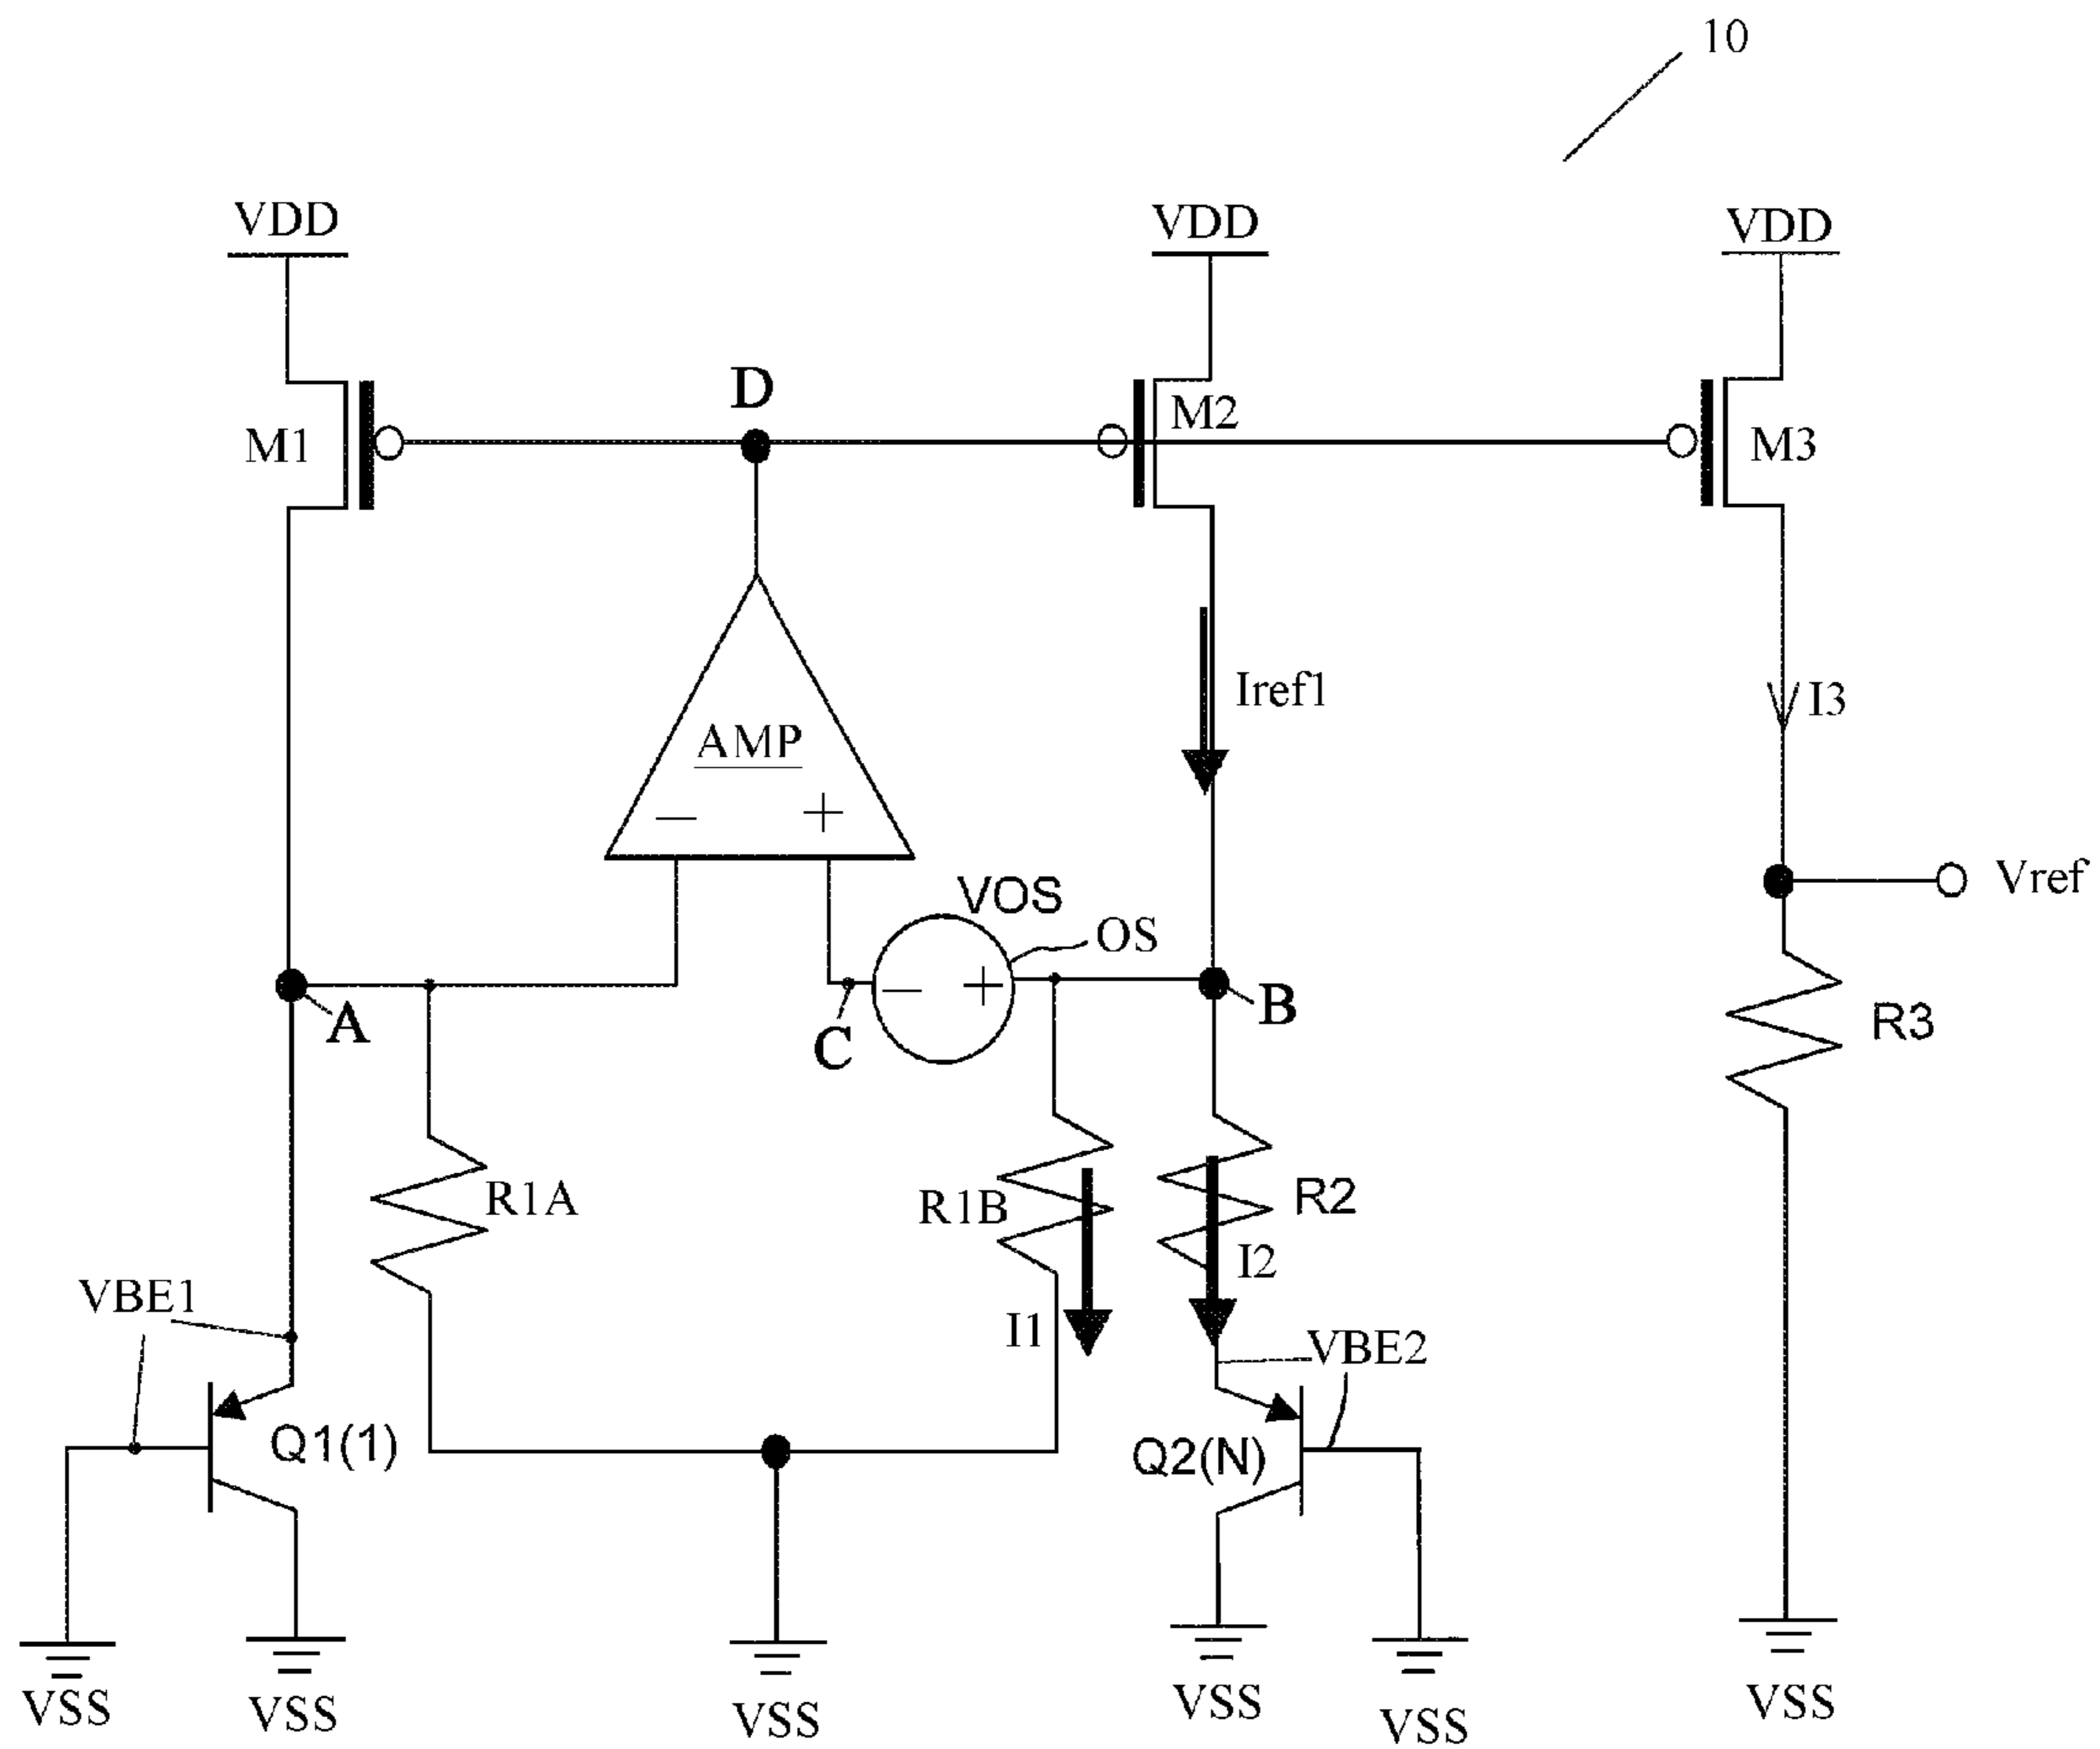 10
VDD
VDD
VDD
D
M1
M2
M3
Iref1
I3
AMP
− +
VOS
OS
Vref
− +
A
C
B
R3
R1A
R1B
R2
I2
VBE1
I1
VBE2
Q1(1)
Q2(N)
VSS
VSS
VSS
VSS
VSS
VSS